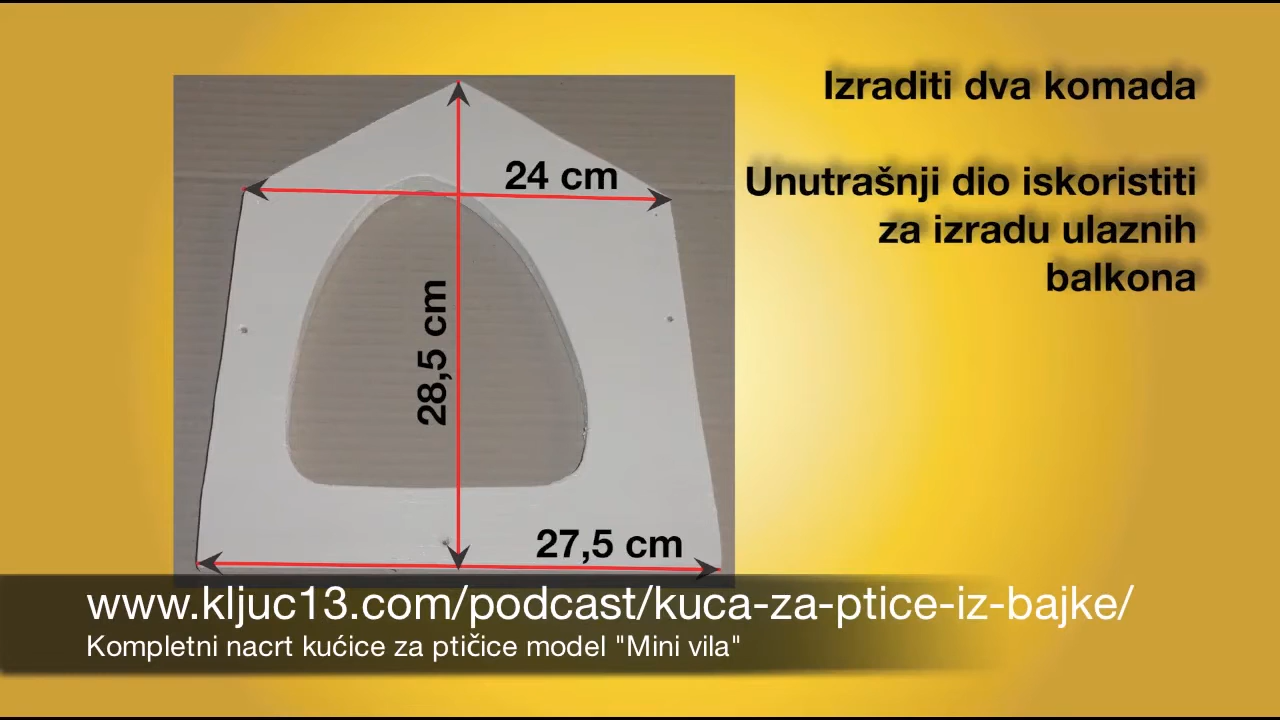 Izraditi dva komada
Unutrašnji dio iskoristiti
za izradu ulaznih
balkona
24 cm
28,5 cm
27,5 cm
www.kljuc13.com/podcast/kuca-za-ptice-iz-bajke/
Kompletni nacrt kućice za ptičice model "Mini vila"